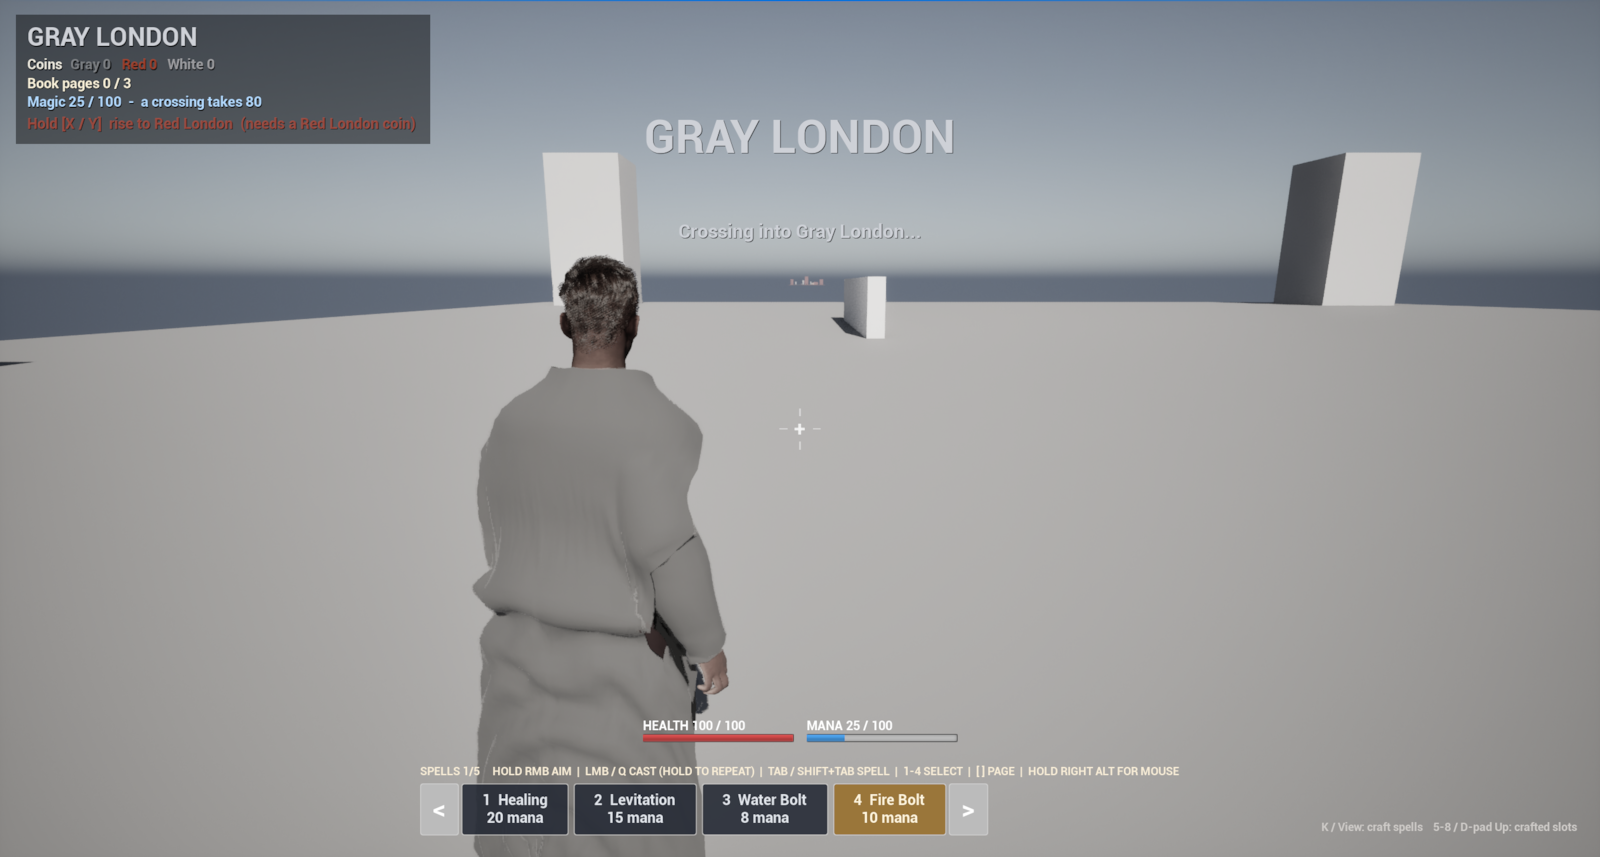 GRAY LONDON
Coins Gray 0 Red 0 White 0
Book pages 0 / 3
Magic 25 / 100 - a crossing takes 80
Hold [X / Y] rise to Red London (needs a Red London coin)
GRAY LONDON
Crossing into Gray London...
HEALTH 100 / 100 MANA 25 / 100
SPELLS 1/5 HOLD RMB AIM | LMB / Q CAST (HOLD TO REPEAT) | TAB / SHIFT+TAB SPELL | 1-4 SELECT | [ ] PAGE | HOLD RIGHT ALT FOR MOUSE
< 1 Healing 2 Levitation 3 Water Bolt 4 Fire Bolt >
20 mana 15 mana 8 mana 10 mana
K / View: craft spells 5-8 / D-pad Up: crafted slots